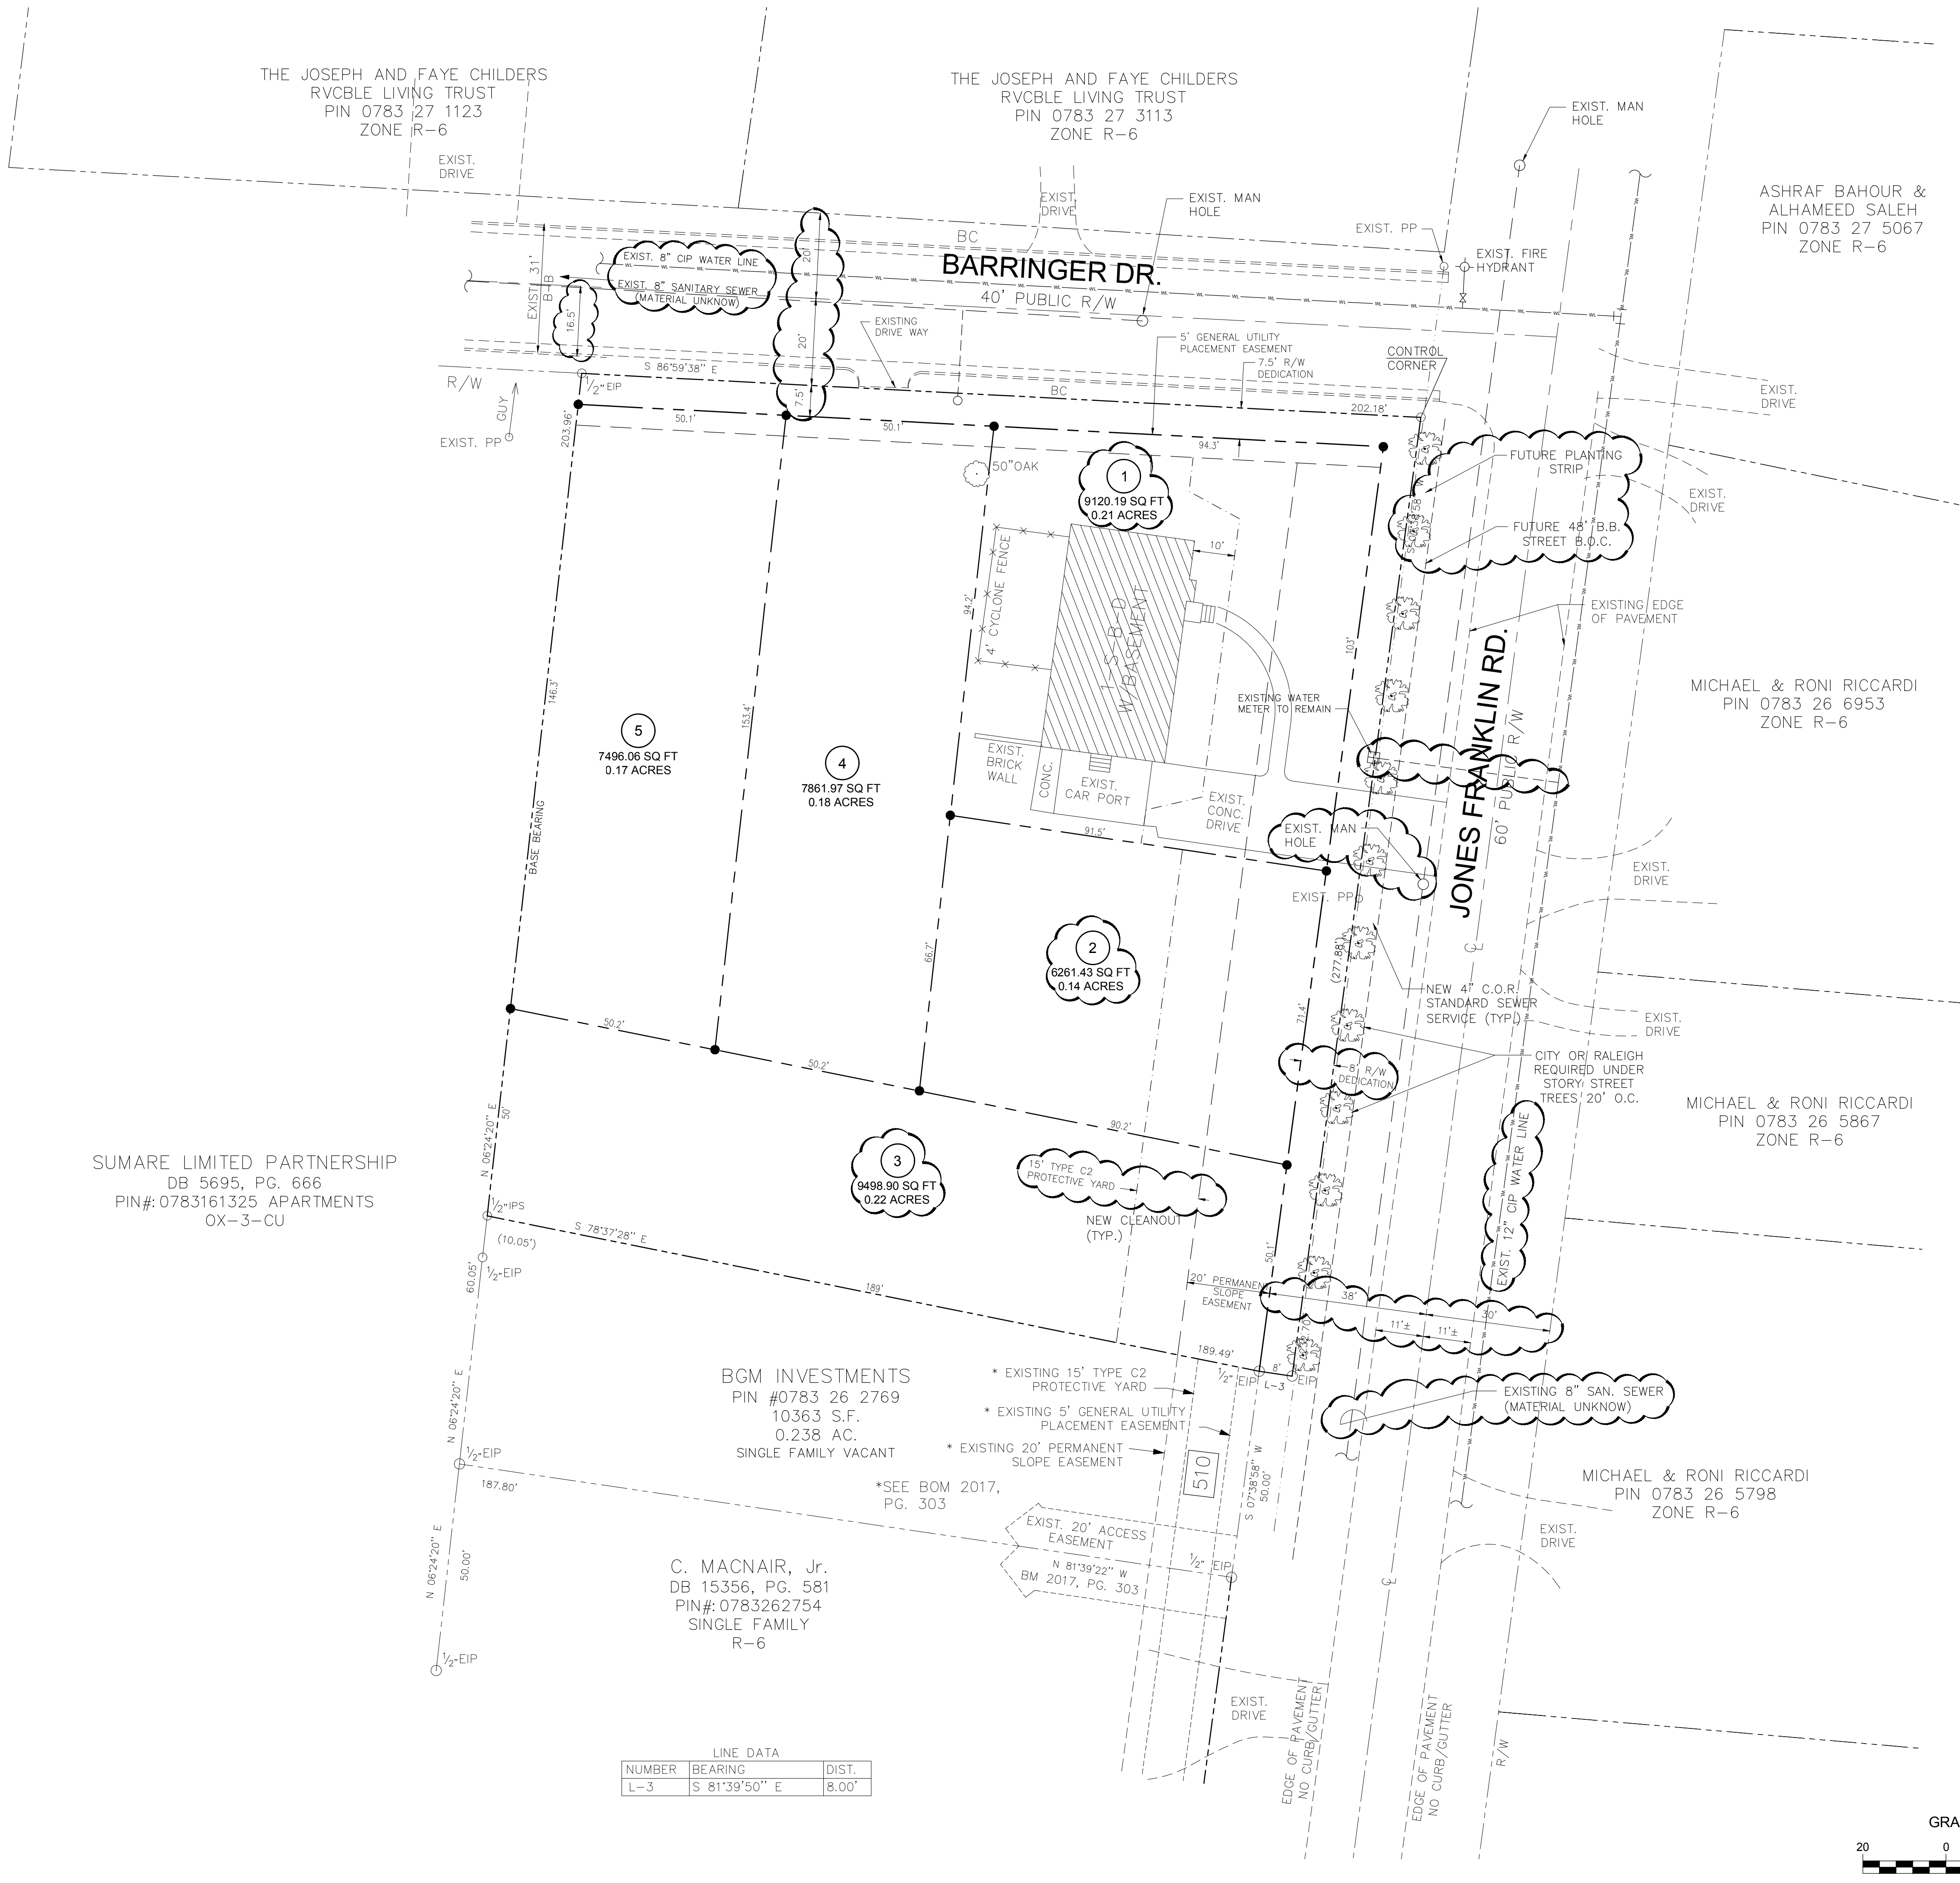 THE JOSEPH AND FAYE CHILDERS
RVCBLE LIVING TRUST
PIN 0783 27 1123
ZONE R-6
EXIST.
DRIVE
THE JOSEPH AND FAYE CHILDERS
RVCBLE LIVING TRUST
PIN 0783 27 3113
ZONE R-6
EXIST.
DRIVE
EXIST. MAN
HOLE
EXIST. MAN
HOLE
ASHRAF BAHOUR &
ALHAMEED SALEH
PIN 0783 27 5067
ZONE R-6
EXIST. PP
EXIST. FIRE
HYDRANT
BC
BARRINGER DR.
40' PUBLIC R/W
EXIST. 8" CIP WATER LINE
EXIST. 8" SANITARY SEWER
(MATERIAL UNKNOW)
EXIST. 31'
B-B
16.5'
20'
20'
7.5'
EXISTING
DRIVE WAY
5' GENERAL UTILITY
PLACEMENT EASEMENT
7.5' R/W
DEDICATION
CONTROL
CORNER
S 86°59'38" E
BC
202.18'
R/W
GUY
EXIST. PP
1/2" EIP
203.96'
50.1'
50.1'
94.3'
50"OAK
1
9120.19 SQ FT
0.21 ACRES
10'
4' CYCLONE FENCE
1-S-B-D
W/BASEMENT
94.2'
103'
FUTURE PLANTING
STRIP
FUTURE 48' B.B.
STREET B.O.C.
EXISTING EDGE
OF PAVEMENT
EXIST.
DRIVE
EXIST.
DRIVE
JONES FRANKLIN RD.
60' PUBLIC R/W
MICHAEL & RONI RICCARDI
PIN 0783 26 6953
ZONE R-6
EXISTING WATER
METER TO REMAIN
146.3'
153.4'
BASE BEARING
5
7496.06 SQ FT
0.17 ACRES
4
7861.97 SQ FT
0.18 ACRES
EXIST.
BRICK
WALL
CONC.
EXIST.
CAR PORT
EXIST.
CONC.
DRIVE
91.5'
EXIST. MAN
HOLE
EXIST. PP
EXIST.
DRIVE
66.7'
2
6261.43 SQ FT
0.14 ACRES
(277.88')
71.4'
NEW 4" C.O.R.
STANDARD SEWER
SERVICE (TYP.)
EXIST.
DRIVE
50.2'
50.2'
90.2'
8' R/W
DEDICATION
CITY OR RALEIGH
REQUIRED UNDER
STORY STREET
TREES 20' O.C.
MICHAEL & RONI RICCARDI
PIN 0783 26 5867
ZONE R-6
EXIST. 12" CIP WATER LINE
N 06°24'20" E
50'
SUMARE LIMITED PARTNERSHIP
DB 5695, PG. 666
PIN#: 0783161325 APARTMENTS
OX-3-CU
3
9498.90 SQ FT
0.22 ACRES
15' TYPE C2
PROTECTIVE YARD
NEW CLEANOUT
(TYP.)
1/2" IPS
(10.05')
1/2" EIP
60.05'
S 78°37'28" E
189'
50.1'
20' PERMANENT
SLOPE
EASEMENT
38'
30'
11'±
11'±
189.49'
1/2" EIP
8'
L-3
EIP
BGM INVESTMENTS
PIN #0783 26 2769
10363 S.F.
0.238 AC.
SINGLE FAMILY VACANT
* EXISTING 15' TYPE C2
PROTECTIVE YARD
* EXISTING 5' GENERAL UTILITY
PLACEMENT EASEMENT
* EXISTING 20' PERMANENT
SLOPE EASEMENT
*SEE BOM 2017,
PG. 303
510
S 07°38'58" W
50.00'
EXISTING 8" SAN. SEWER
(MATERIAL UNKNOW)
MICHAEL & RONI RICCARDI
PIN 0783 26 5798
ZONE R-6
EXIST.
DRIVE
N 06°24'20" E
1/2"-EIP
187.80'
EXIST. 20' ACCESS
EASEMENT
N 81°39'22" W
BM 2017, PG. 303
1/2" EIP
C. MACNAIR, Jr.
DB 15356, PG. 581
PIN#: 0783262754
SINGLE FAMILY
R-6
N 06°24'20" E
50.00'
1/2"-EIP
EXIST.
DRIVE
EDGE OF PAVEMENT
NO CURB/GUTTER
EDGE OF PAVEMENT
NO CURB/GUTTER
R/W
LINE DATA
NUMBER BEARING DIST.
L-3 S 81°39'50" E 8.00'
GRA
20 0